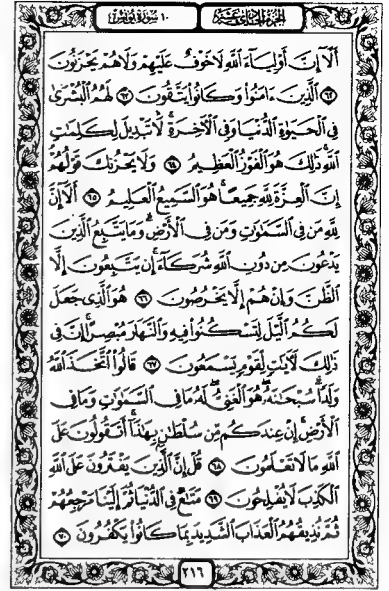 الجزء الحادي عشر ١٠ سورة يونس
أَلَآ إِنَّ أَوْلِيَآءَ ٱللَّهِ لَا خَوْفٌ عَلَيْهِمْ وَلَا هُمْ يَحْزَنُونَ
﴿٦٢﴾ ٱلَّذِينَ ءَامَنُوا۟ وَكَانُوا۟ يَتَّقُونَ ﴿٦٣﴾ لَهُمُ ٱلْبُشْرَىٰ
فِى ٱلْحَيَوٰةِ ٱلدُّنْيَا وَفِى ٱلْءَاخِرَةِ ۚ لَا تَبْدِيلَ لِكَلِمَٰتِ
ٱللَّهِ ۚ ذَٰلِكَ هُوَ ٱلْفَوْزُ ٱلْعَظِيمُ ﴿٦٤﴾ وَلَا يَحْزُنكَ قَوْلُهُمْ
إِنَّ ٱلْعِزَّةَ لِلَّهِ جَمِيعًا ۚ هُوَ ٱلسَّمِيعُ ٱلْعَلِيمُ ﴿٦٥﴾ أَلَآ إِنَّ
لِلَّهِ مَن فِى ٱلسَّمَٰوَٰتِ وَمَن فِى ٱلْأَرْضِ ۗ وَمَا يَتَّبِعُ ٱلَّذِينَ
يَدْعُونَ مِن دُونِ ٱللَّهِ شُرَكَآءَ ۚ إِن يَتَّبِعُونَ إِلَّا
ٱلظَّنَّ وَإِنْ هُمْ إِلَّا يَخْرُصُونَ ﴿٦٦﴾ هُوَ ٱلَّذِى جَعَلَ
لَكُمُ ٱلَّيْلَ لِتَسْكُنُوا۟ فِيهِ وَٱلنَّهَارَ مُبْصِرًا ۚ إِنَّ فِى
ذَٰلِكَ لَءَايَٰتٍ لِّقَوْمٍ يَسْمَعُونَ ﴿٦٧﴾ قَالُوا۟ ٱتَّخَذَ ٱللَّهُ
وَلَدًا ۗ سُبْحَٰنَهُۥ ۖ هُوَ ٱلْغَنِىُّ ۖ لَهُۥ مَا فِى ٱلسَّمَٰوَٰتِ وَمَا فِى
ٱلْأَرْضِ ۚ إِنْ عِندَكُم مِّن سُلْطَٰنٍۭ بِهَٰذَآ ۚ أَتَقُولُونَ عَلَى
ٱللَّهِ مَا لَا تَعْلَمُونَ ﴿٦٨﴾ قُلْ إِنَّ ٱلَّذِينَ يَفْتَرُونَ عَلَى ٱللَّهِ
ٱلْكَذِبَ لَا يُفْلِحُونَ ﴿٦٩﴾ مَتَٰعٌ فِى ٱلدُّنْيَا ثُمَّ إِلَيْنَا مَرْجِعُهُمْ
ثُمَّ نُذِيقُهُمُ ٱلْعَذَابَ ٱلشَّدِيدَ بِمَا كَانُوا۟ يَكْفُرُونَ ﴿٧٠﴾
٢١٦